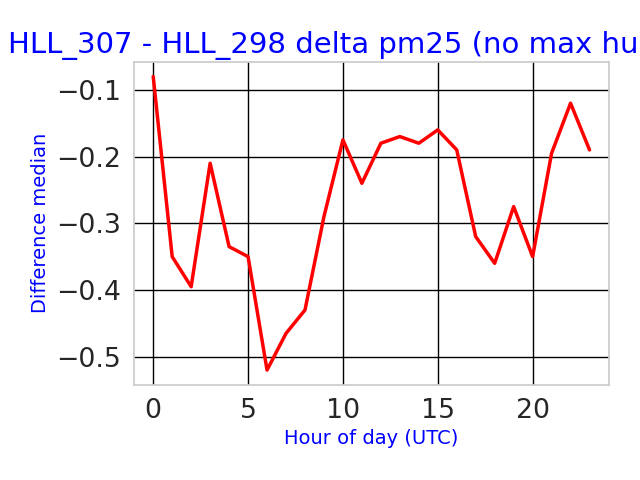 HLL_307 - HLL_298 delta pm25 (no max hu
−0.1
−0.2
−0.3
−0.4
−0.5
Difference median
0 5 10 15 20
Hour of day (UTC)